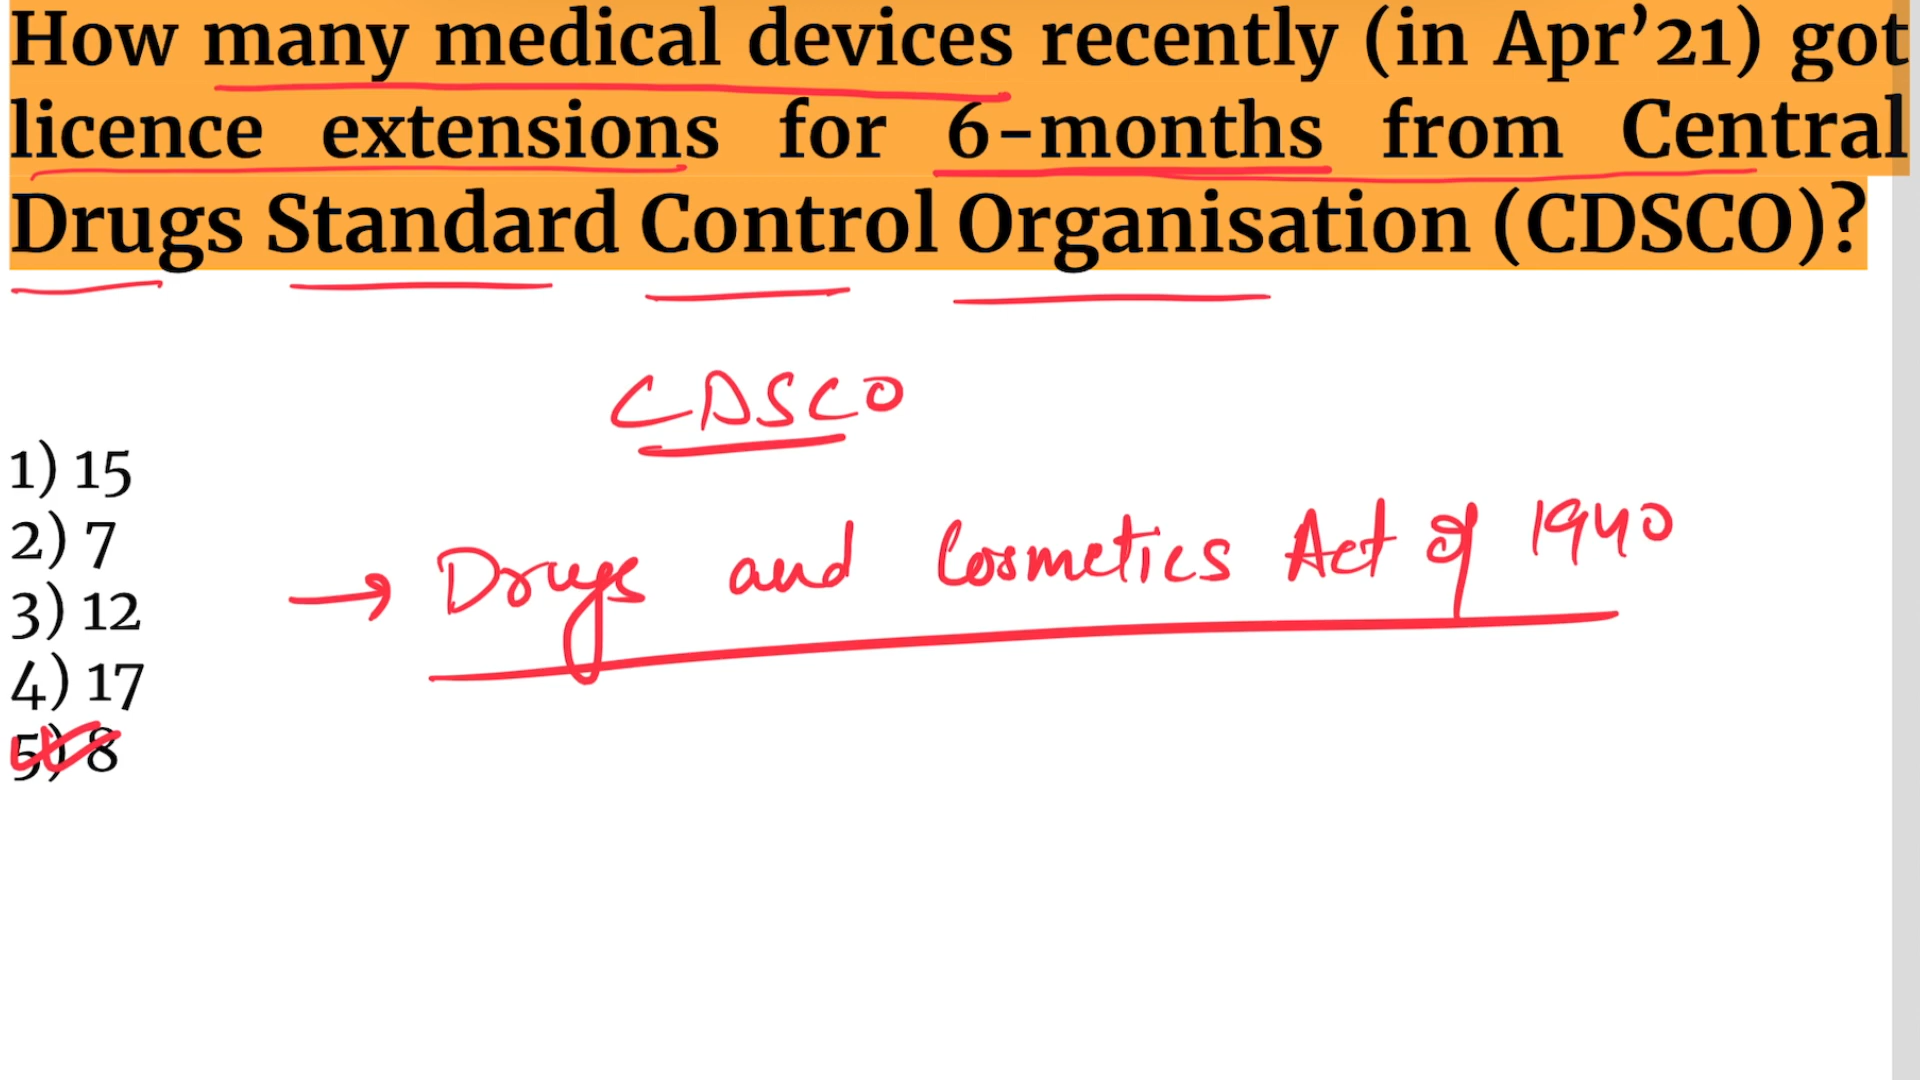 How many medical devices recently (in Apr’21) got
licence extensions for 6-months from Central
Drugs Standard Control Organisation (CDSCO)?
CDSCO
1) 15
2) 7
3) 12
4) 17
5) 8
→ Drugs and Cosmetics Act of 1940